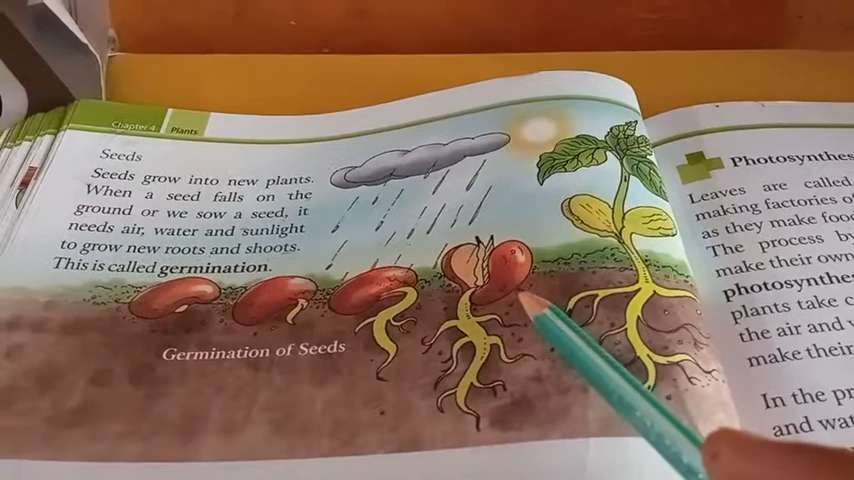 Chapter 4 Plants
Seeds
Seeds grow into new plants.
When a seed falls on the
ground or we sow a seed, it
needs air, water and sunlight
to grow new roots and shoots.
This is called germination.
Germination of Seeds
Leaves are called
making factories of
as they make food
The process by
make their own
photosynthesis
plants take
the air and
make their
In the pro
and wat